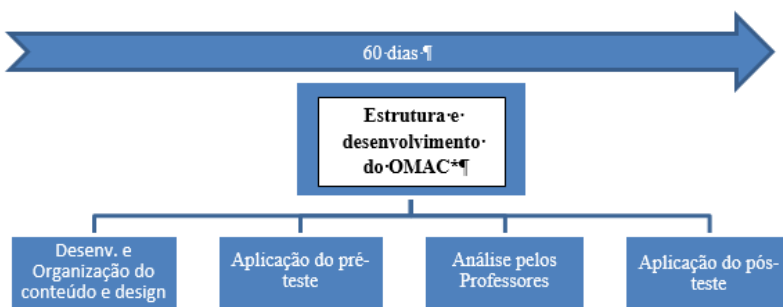 60·dias·¶
Estrutura·e·
desenvolvimento·
do·OMAC*¶
Desenv. e
Organização do
conteúdo e design
Aplicação do pré-
teste
Análise pelos
Professores
Aplicação do pós-
teste